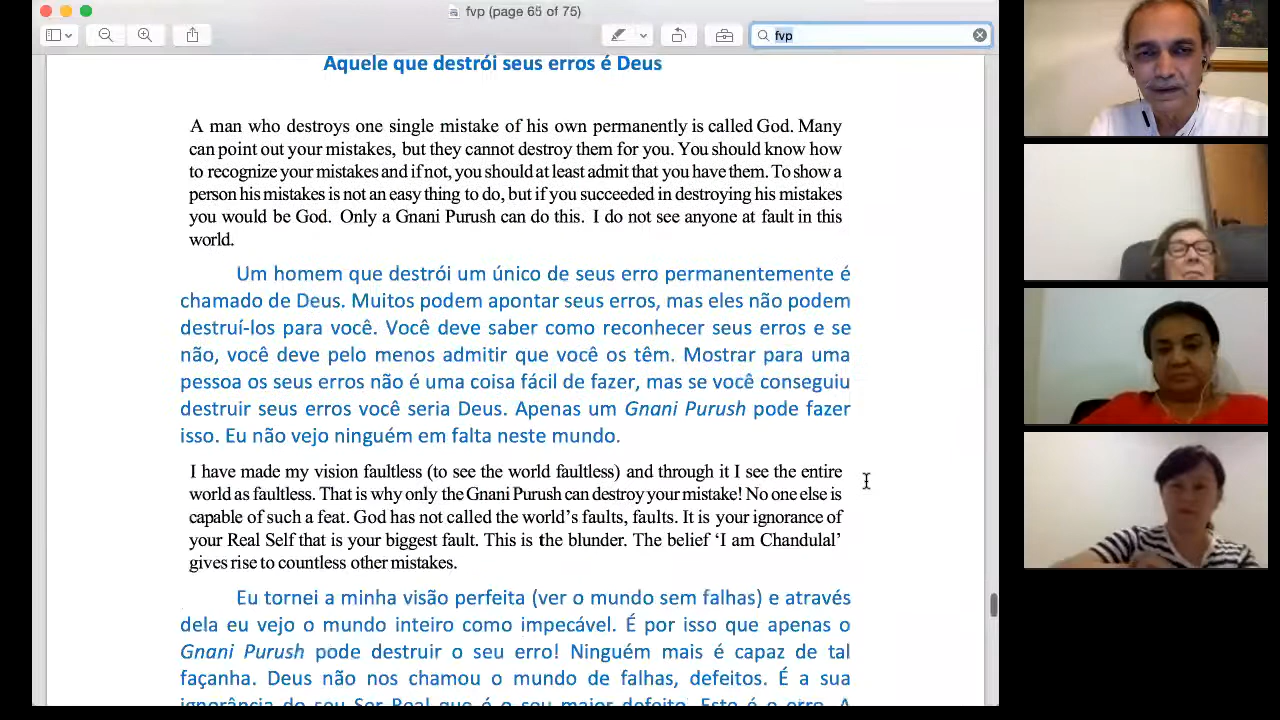 fvp (page 65 of 75)
fvp
Aquele que destrói seus erros é Deus
A man who destroys one single mistake of his own permanently is called God. Many
can point out your mistakes, but they cannot destroy them for you. You should know how
to recognize your mistakes and if not, you should at least admit that you have them. To show a
person his mistakes is not an easy thing to do, but if you succeeded in destroying his mistakes
you would be God. Only a Gnani Purush can do this. I do not see anyone at fault in this
world.
Um homem que destrói um único de seus erro permanentemente é
chamado de Deus. Muitos podem apontar seus erros, mas eles não podem
destruí-los para você. Você deve saber como reconhecer seus erros e se
não, você deve pelo menos admitir que você os têm. Mostrar para uma
pessoa os seus erros não é uma coisa fácil de fazer, mas se você conseguiu
destruir seus erros você seria Deus. Apenas um Gnani Purush pode fazer
isso. Eu não vejo ninguém em falta neste mundo.
I have made my vision faultless (to see the world faultless) and through it I see the entire
world as faultless. That is why only the Gnani Purush can destroy your mistake! No one else is
capable of such a feat. God has not called the world’s faults, faults. It is your ignorance of
your Real Self that is your biggest fault. This is the blunder. The belief ‘I am Chandulal’
gives rise to countless other mistakes.
Eu tornei a minha visão perfeita (ver o mundo sem falhas) e através
dela eu vejo o mundo inteiro como impecável. É por isso que apenas o
Gnani Purush pode destruir o seu erro! Ninguém mais é capaz de tal
façanha. Deus não nos chamou o mundo de falhas, defeitos. É a sua
ignorância do seu Ser Real que é o seu maior defeito. Este é o erro. A